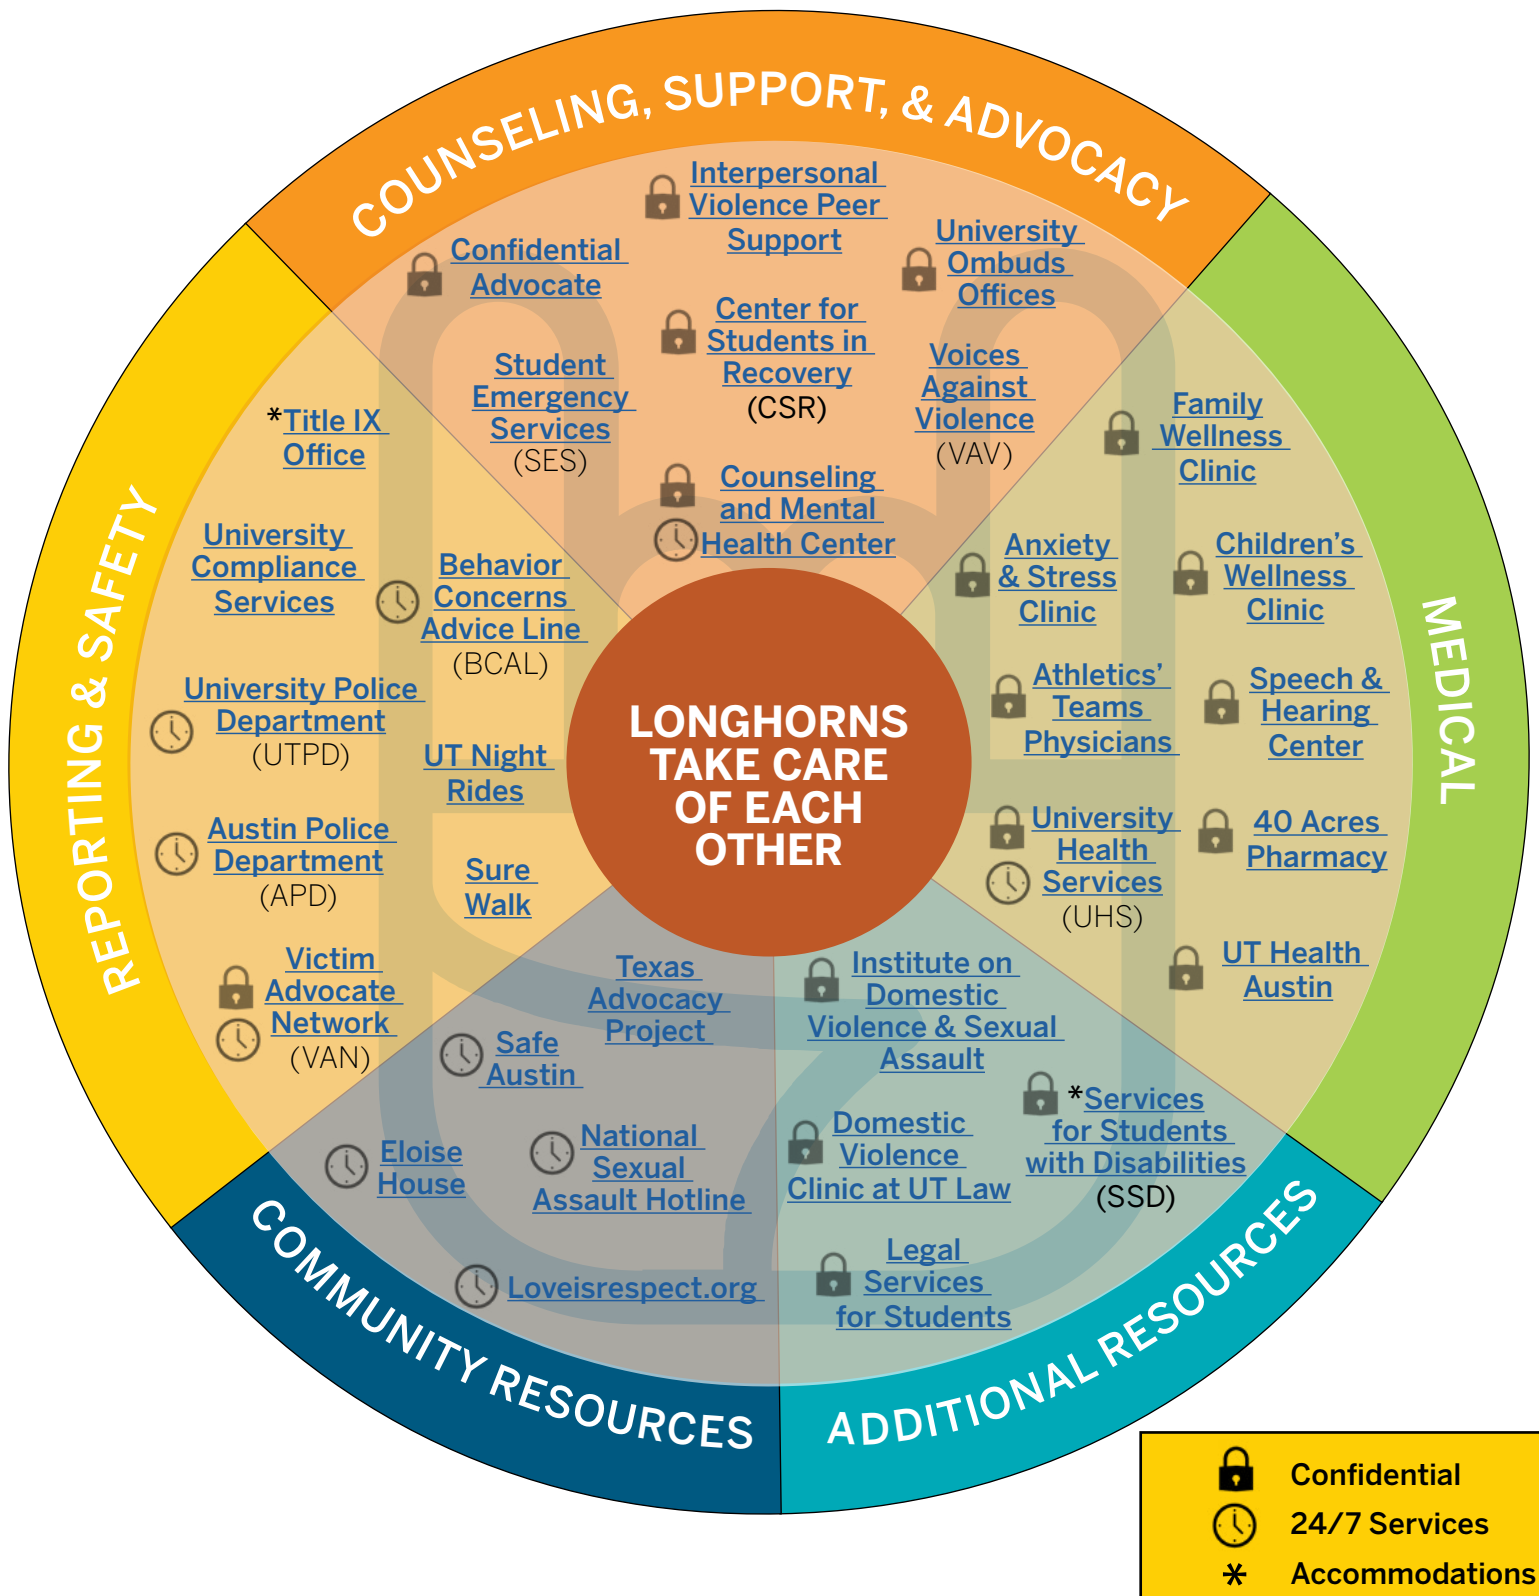 COUNSELING, SUPPORT, & ADVOCACY
Interpersonal
Violence Peer
Support
Confidential
Advocate
University
Ombuds
Offices
Center for
Students in
Recovery
(CSR)
Student
Emergency
Services
(SES)
Voices
Against
Violence
(VAV)
Counseling
and Mental
Health Center
MEDICAL
Family
Wellness
Clinic
Anxiety
& Stress
Clinic
Children's
Wellness
Clinic
Athletics'
Teams
Physicians
Speech &
Hearing
Center
University
Health
Services
(UHS)
40 Acres
Pharmacy
UT Health
Austin
ADDITIONAL RESOURCES
Institute on
Domestic
Violence & Sexual
Assault
*Services
for Students
with Disabilities
(SSD)
Domestic
Violence
Clinic at UT Law
Legal
Services
for Students
COMMUNITY RESOURCES
Texas
Advocacy
Project
Safe
Austin
Eloise
House
National
Sexual
Assault Hotline
Loveisrespect.org
REPORTING & SAFETY
*Title IX
Office
University
Compliance
Services
Behavior
Concerns
Advice Line
(BCAL)
University Police
Department
(UTPD)
UT Night
Rides
Austin Police
Department
(APD)
Sure
Walk
Victim
Advocate
Network
(VAN)
LONGHORNS
TAKE CARE
OF EACH
OTHER
Confidential
24/7 Services
* Accommodations